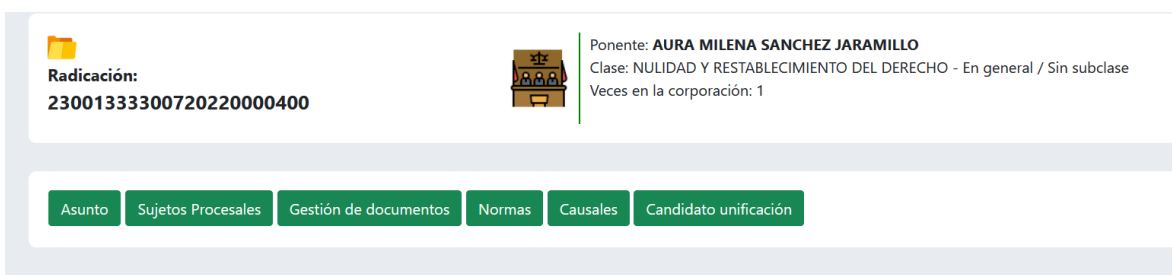 Radicación:
23001333300720220000400
Ponente: AURA MILENA SANCHEZ JARAMILLO
Clase: NULIDAD Y RESTABLECIMIENTO DEL DERECHO - En general / Sin subclase
Veces en la corporación: 1
Asunto
Sujetos Procesales
Gestión de documentos
Normas
Causales
Candidato unificación